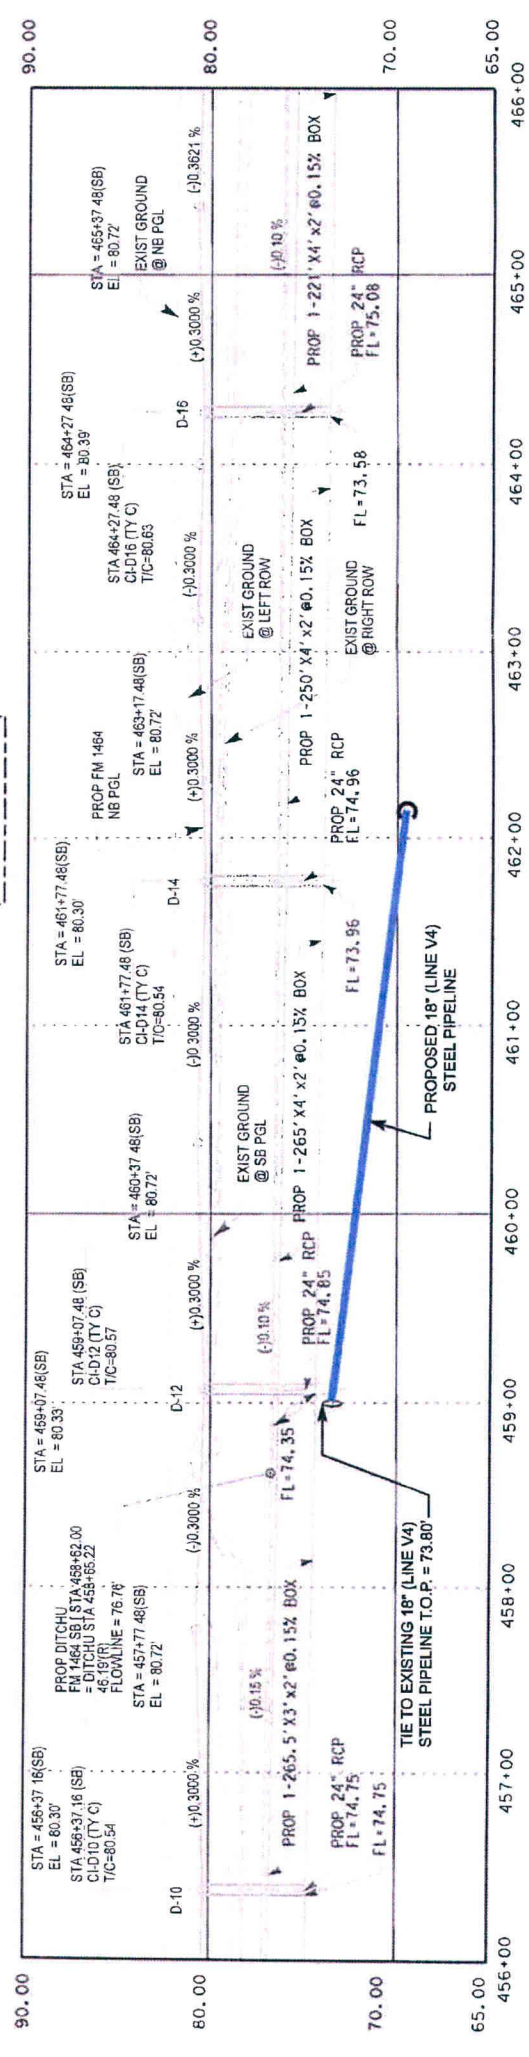 90.00
80.00
70.00
65.00
STA = 456+37 16(SB)
EL = 80.30'
STA 456+37.16 (SB)
CI-D10 (TY C)
T/C=80.54
D-10
(+)0.3000 %
PROP DITCHU
FM 1464 SB [ STA 458+62.00
= DITCHU STA 458+65.22
46.19'(R)
FLOWLINE = 76.76'
STA = 457+77 48(SB)
EL = 80.72'
(-)0.3000 %
STA = 459+07.48(SB)
EL = 80.33'
STA 459+07.48 (SB)
CI-D12 (TY C)
T/C=80.57
D-12
(+)0.3000 %
STA = 460+37 48(SB)
EL = 80.72'
EXIST GROUND
@ SB PGL
(-)0.3000 %
STA = 461+77.48(SB)
EL = 80.30'
STA 461+77.48 (SB)
CI-D14 (TY C)
T/C=80.54
D-14
PROP FM 1464
NB PGL
(+)0.3000 %
STA = 463+17.48(SB)
EL = 80.72'
EXIST GROUND
@ LEFT ROW
EXIST GROUND
@ RIGHT ROW
(-)0.3000 %
STA = 464+27 48(SB)
EL = 80.39'
STA 464+27.48 (SB)
CI-D16 (TY C)
T/C=80.63
D-16
(+)0.3000 %
STA = 465+37 48(SB)
EL = 80.72'
EXIST GROUND
@ NB PGL
(-)0.3621 %
90.00
80.00
70.00
65.00
(-)0.15 %
(-)0.10 %
(-)0.10 %
PROP 1-265.5'X3'x2'@0.15% BOX
PROP 24" RCP
FL=74.75
FL=74.75
FL=74.35
PROP 24" RCP
FL=74.85
PROP 1-265'X4'x2'@0.15% BOX
FL=73.96
PROP 24" RCP
FL=74.96
PROP 1-250'X4'x2'@0.15% BOX
FL=73.58
PROP 24" RCP
FL=75.08
PROP 1-221'X4'x2'@0.15% BOX
TIE TO EXISTING 18" (LINE V4)
STEEL PIPELINE T.O.P. = 73.80'
PROPOSED 18" (LINE V4)
STEEL PIPELINE
456+00
457+00
458+00
459+00
460+00
461+00
462+00
463+00
464+00
465+00
466+00